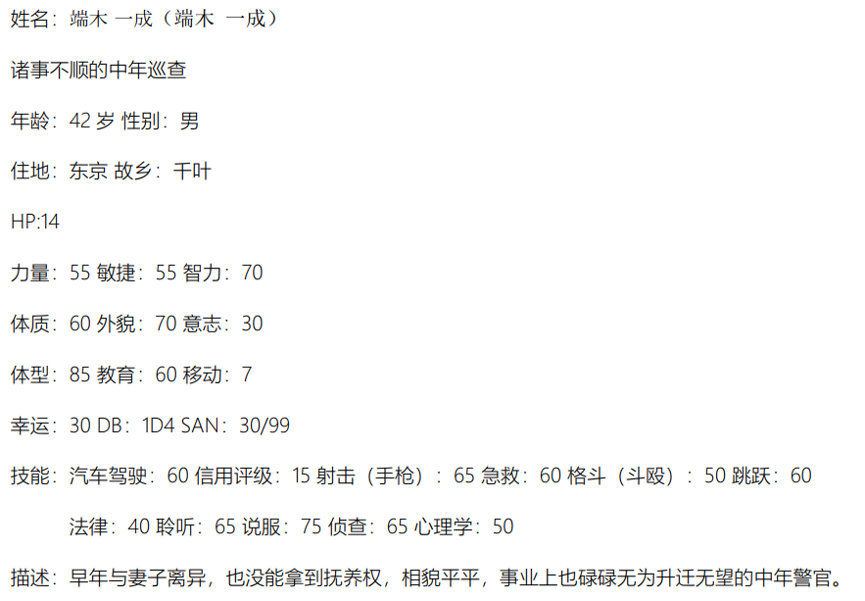 姓名：端木 一成（端木 一成）
诸事不顺的中年巡查
年龄：42 岁 性别：男
住地：东京 故乡：千叶
HP:14
力量：55 敏捷：55 智力：70
体质：60 外貌：70 意志：30
体型：85 教育：60 移动：7
幸运：30 DB：1D4 SAN：30/99
技能：汽车驾驶：60 信用评级：15 射击（手枪）：65 急救：60 格斗（斗殴）：50 跳跃：60
法律：40 聆听：65 说服：75 侦查：65 心理学：50
描述：早年与妻子离异，也没能拿到抚养权，相貌平平，事业上也碌碌无为升迁无望的中年警官。